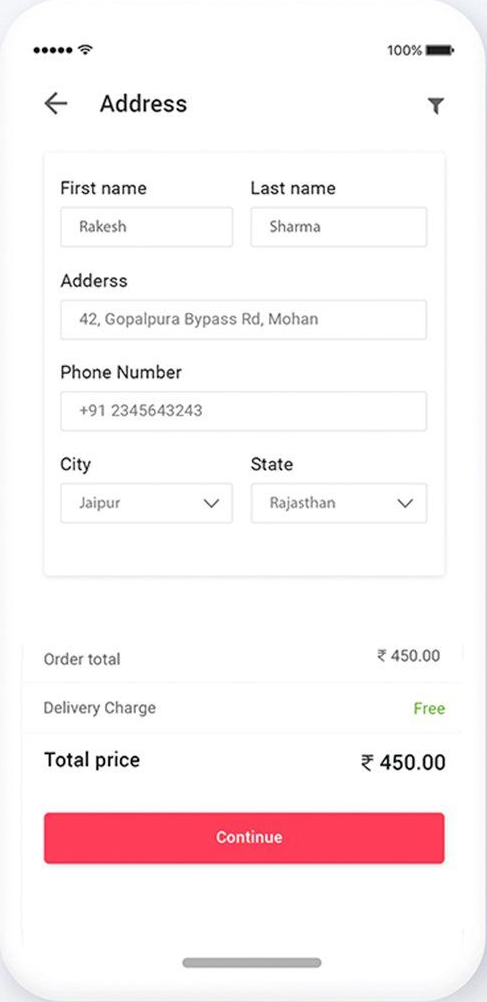 100%
Address
First name Last name
Rakesh Sharma
Adderss
42, Gopalpura Bypass Rd, Mohan
Phone Number
+91 2345643243
City State
Jaipur Rajasthan
Order total ₹ 450.00
Delivery Charge Free
Total price ₹ 450.00
Continue